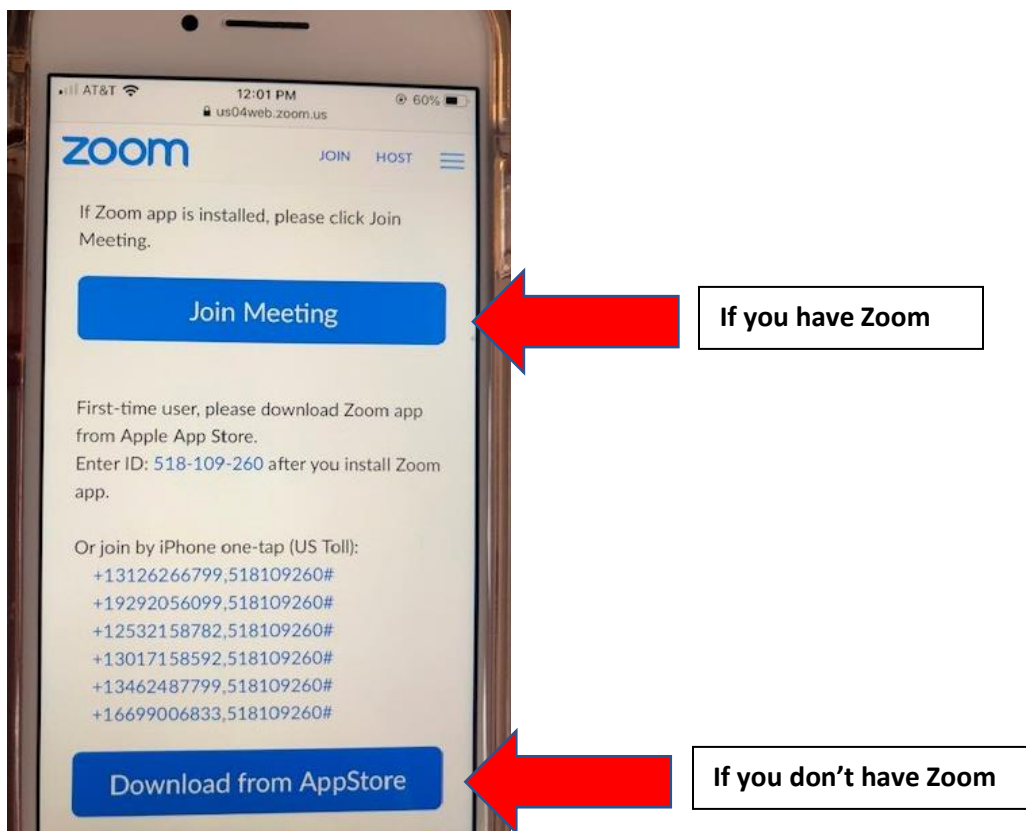 AT&T 12:01 PM 60%
us04web.zoom.us
zoom JOIN HOST
If Zoom app is installed, please click Join
Meeting.
Join Meeting
If you have Zoom
First-time user, please download Zoom app
from Apple App Store.
Enter ID: 518-109-260 after you install Zoom
app.
Or join by iPhone one-tap (US Toll):
+13126266799,518109260#
+19292056099,518109260#
+12532158782,518109260#
+13017158592,518109260#
+13462487799,518109260#
+16699006833,518109260#
Download from AppStore
If you don’t have Zoom